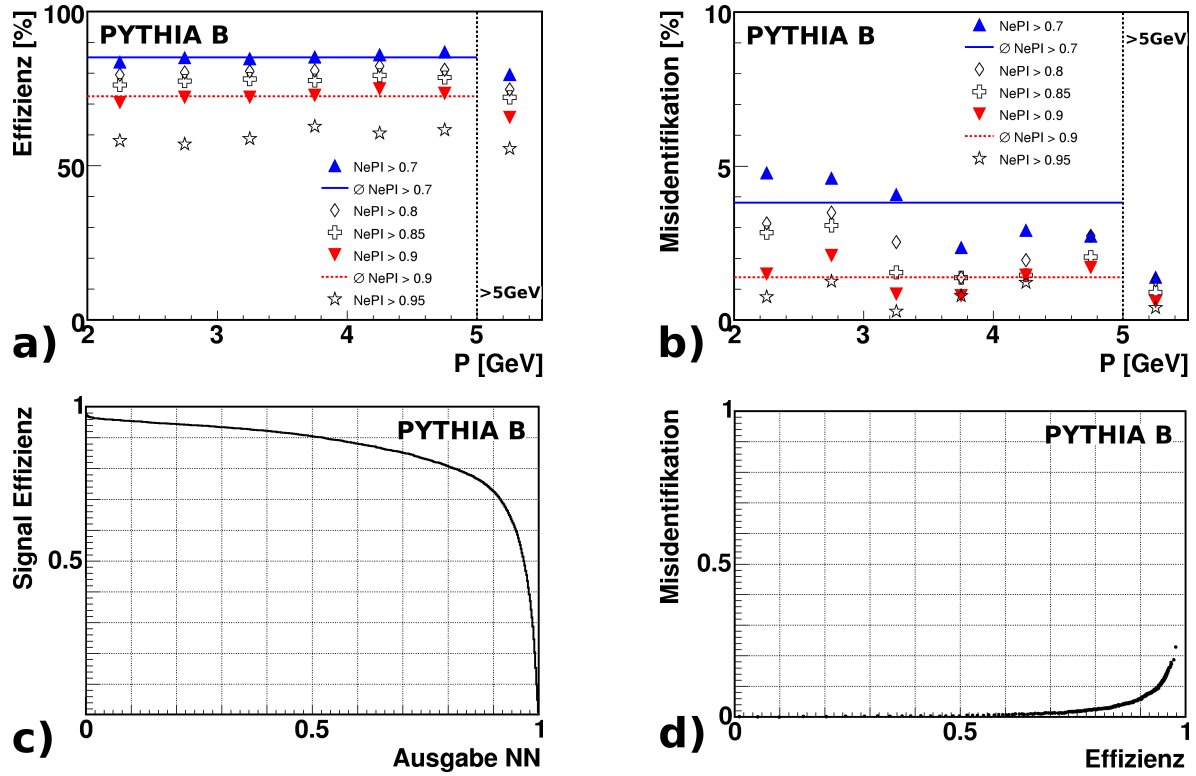 Effizienz [%]
100
50
0
PYTHIA B
NePI > 0.7
∅ NePI > 0.7
NePI > 0.8
NePI > 0.85
NePI > 0.9
∅ NePI > 0.9
NePI > 0.95
>5GeV
2 3 4 5
P [GeV]
a)
Misidentifikation [%]
10
5
0
PYTHIA B
NePI > 0.7
∅ NePI > 0.7
NePI > 0.8
NePI > 0.85
NePI > 0.9
∅ NePI > 0.9
NePI > 0.95
>5GeV
2 3 4 5
P [GeV]
b)
Signal Effizienz
1
0.5
PYTHIA B
0 0.5 1
Ausgabe NN
c)
Misidentifikation
1
0.5
0
PYTHIA B
0 0.5 1
Effizienz
d)